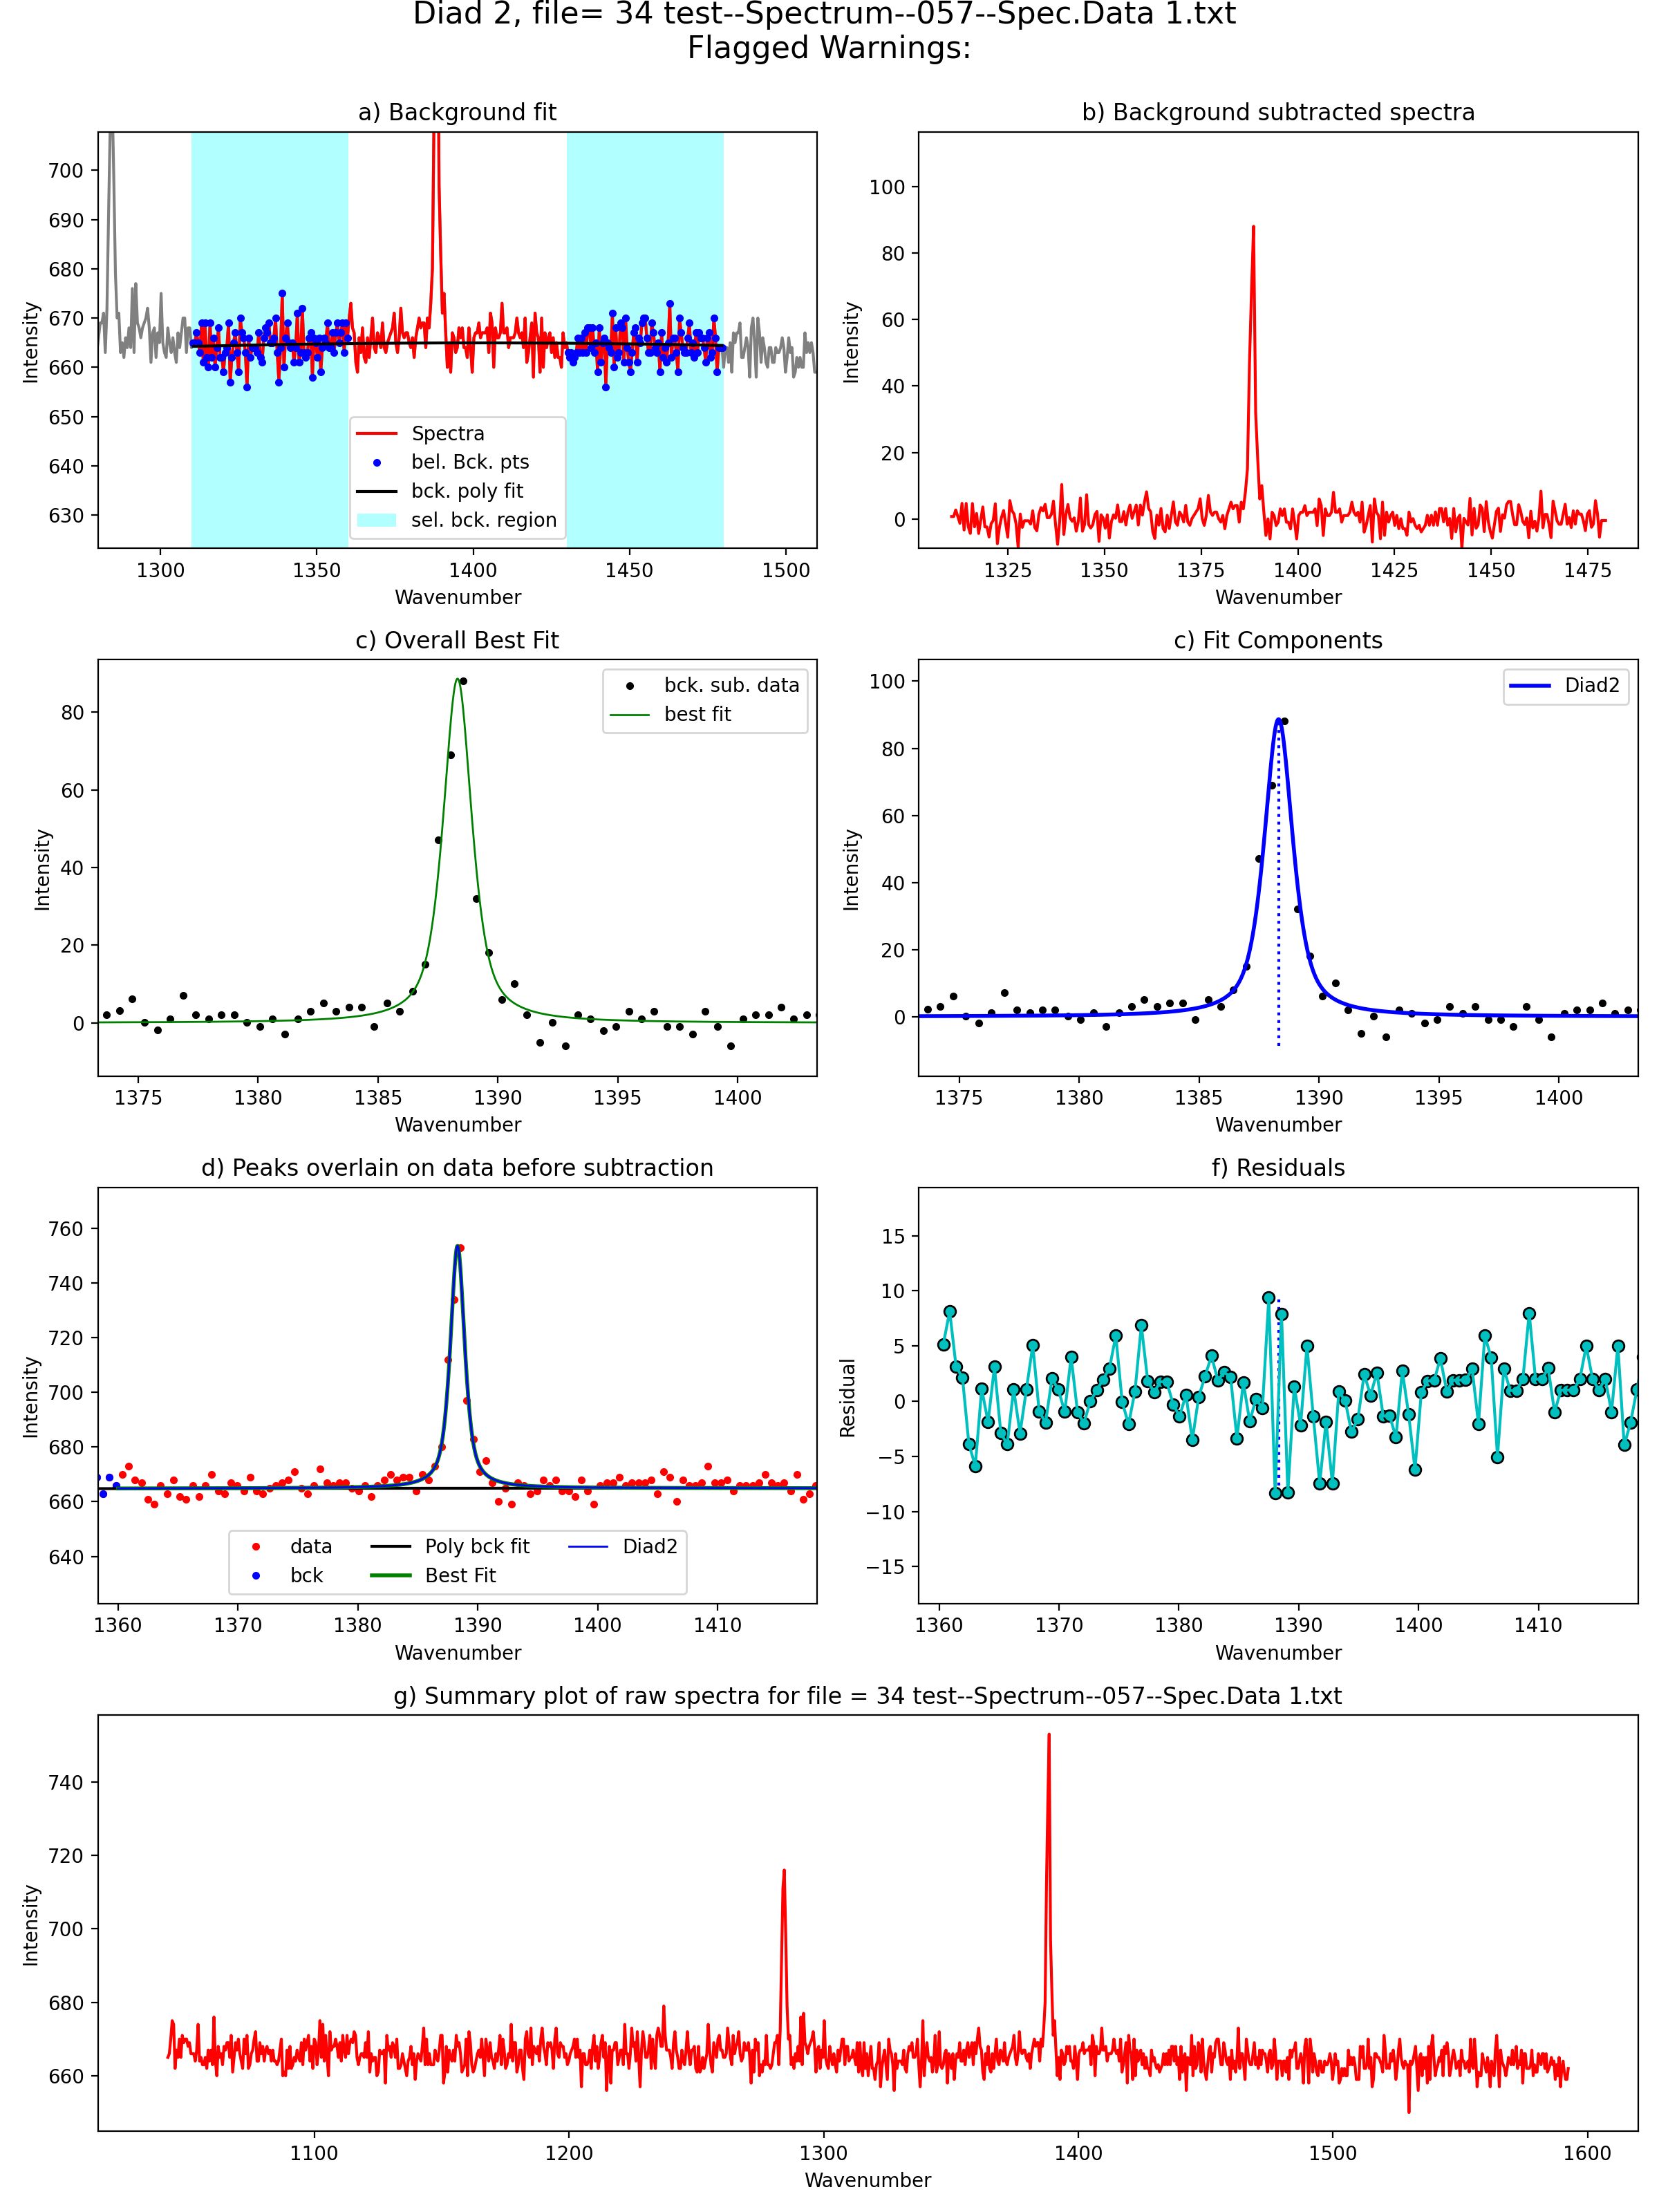 Diad 2, file= 34 test--Spectrum--057--Spec.Data 1.txt
Flagged Warnings:
a) Background fit
700
690
680
670
660
650
640
630
Intensity
Spectra
bel. Bck. pts
bck. poly fit
sel. bck. region
1300 1350 1400 1450 1500
Wavenumber
b) Background subtracted spectra
100
80
60
40
20
0
Intensity
1325 1350 1375 1400 1425 1450 1475
Wavenumber
c) Overall Best Fit
80
60
40
20
0
Intensity
bck. sub. data
best fit
1375 1380 1385 1390 1395 1400
Wavenumber
c) Fit Components
100
80
60
40
20
0
Intensity
Diad2
1375 1380 1385 1390 1395 1400
Wavenumber
d) Peaks overlain on data before subtraction
760
740
720
700
680
660
640
Intensity
data
bck
Poly bck fit
Best Fit
Diad2
1360 1370 1380 1390 1400 1410
Wavenumber
f) Residuals
15
10
5
0
−5
−10
−15
Residual
1360 1370 1380 1390 1400 1410
Wavenumber
g) Summary plot of raw spectra for file = 34 test--Spectrum--057--Spec.Data 1.txt
740
720
700
680
660
Intensity
1100 1200 1300 1400 1500 1600
Wavenumber